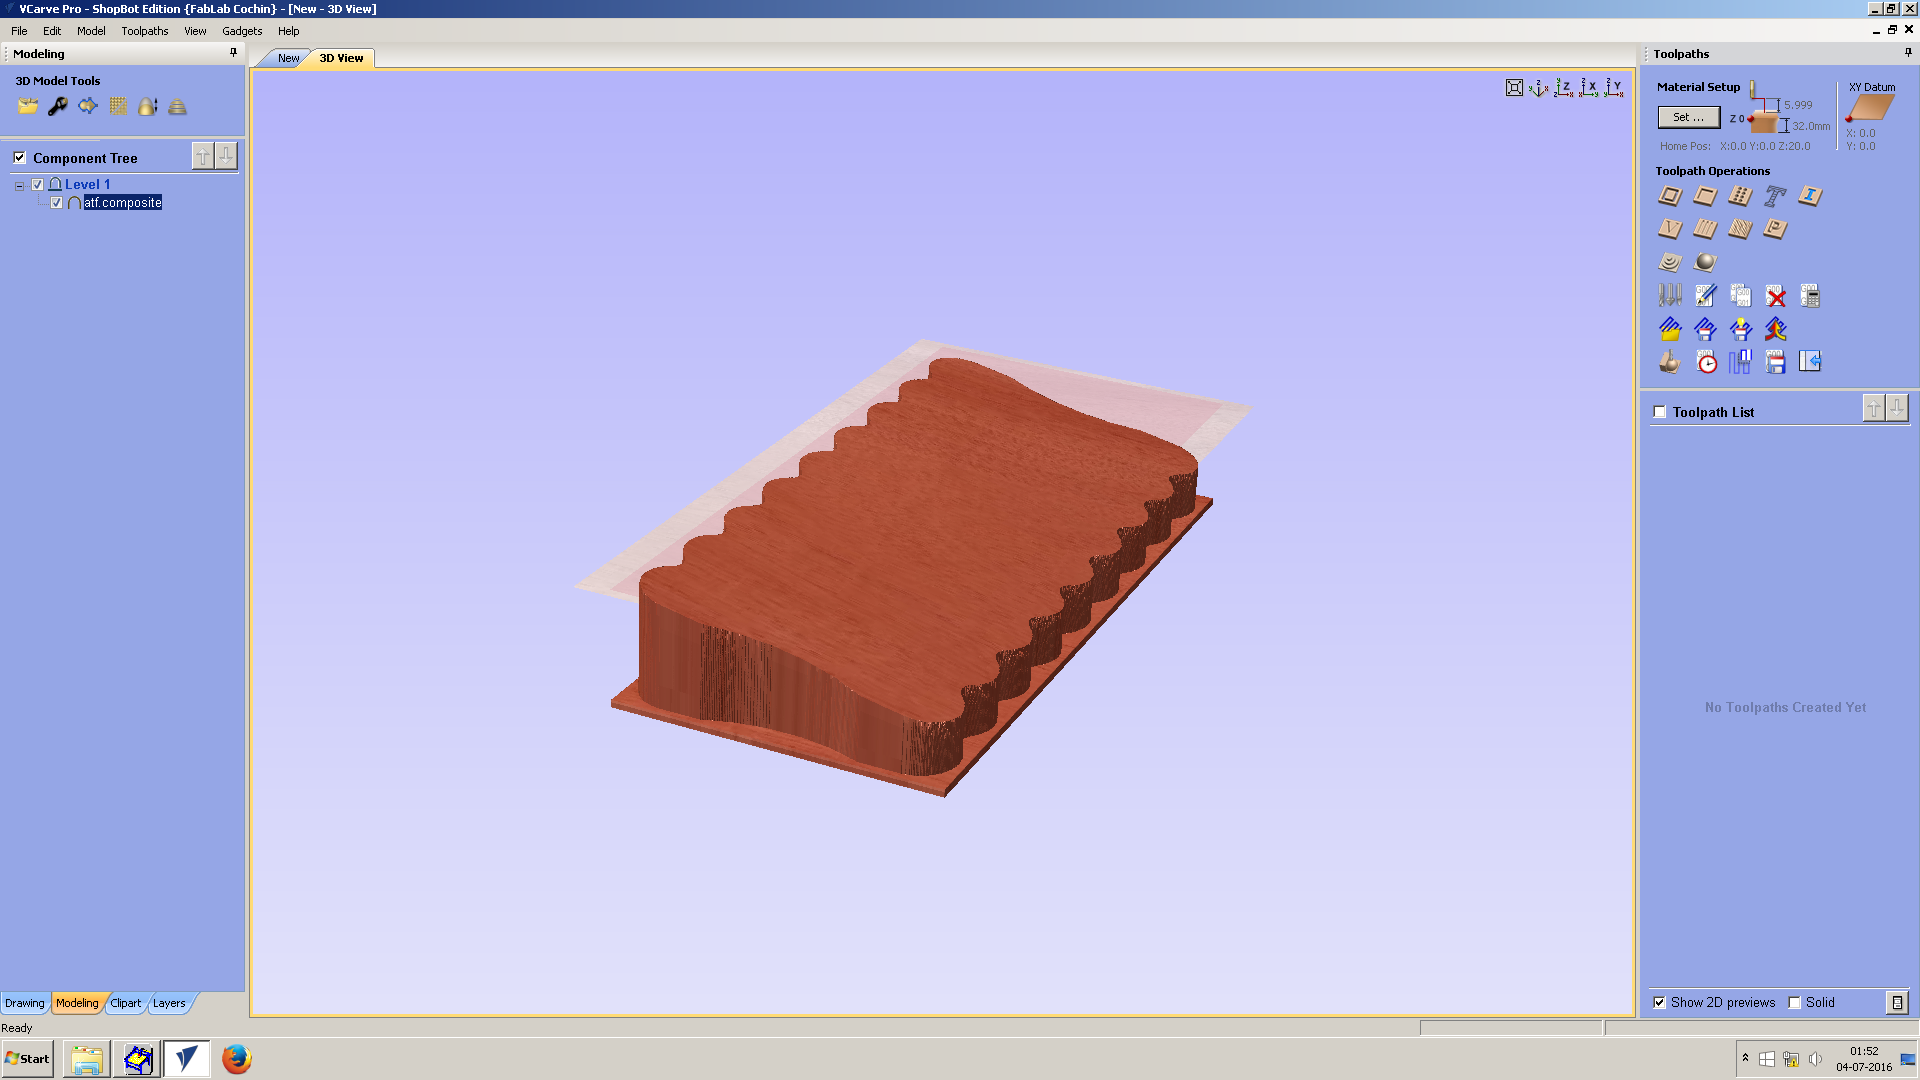 VCarve Pro - ShopBot Edition {FabLab Cochin} - [New - 3D View]
File Edit Model Toolpaths View Gadgets Help
Modeling
3D Model Tools
Component Tree
Level 1
atf.composite
Drawing Modeling Clipart Layers
Ready
New 3D View
Toolpaths
Material Setup
Set ...
Z 0
5.999
32.0mm
XY Datum
X: 0.0
Y: 0.0
Home Pos: X:0.0 Y:0.0 Z:20.0
Toolpath Operations
Toolpath List
No Toolpaths Created Yet
Show 2D previews Solid
Start
01:52
04-07-2016